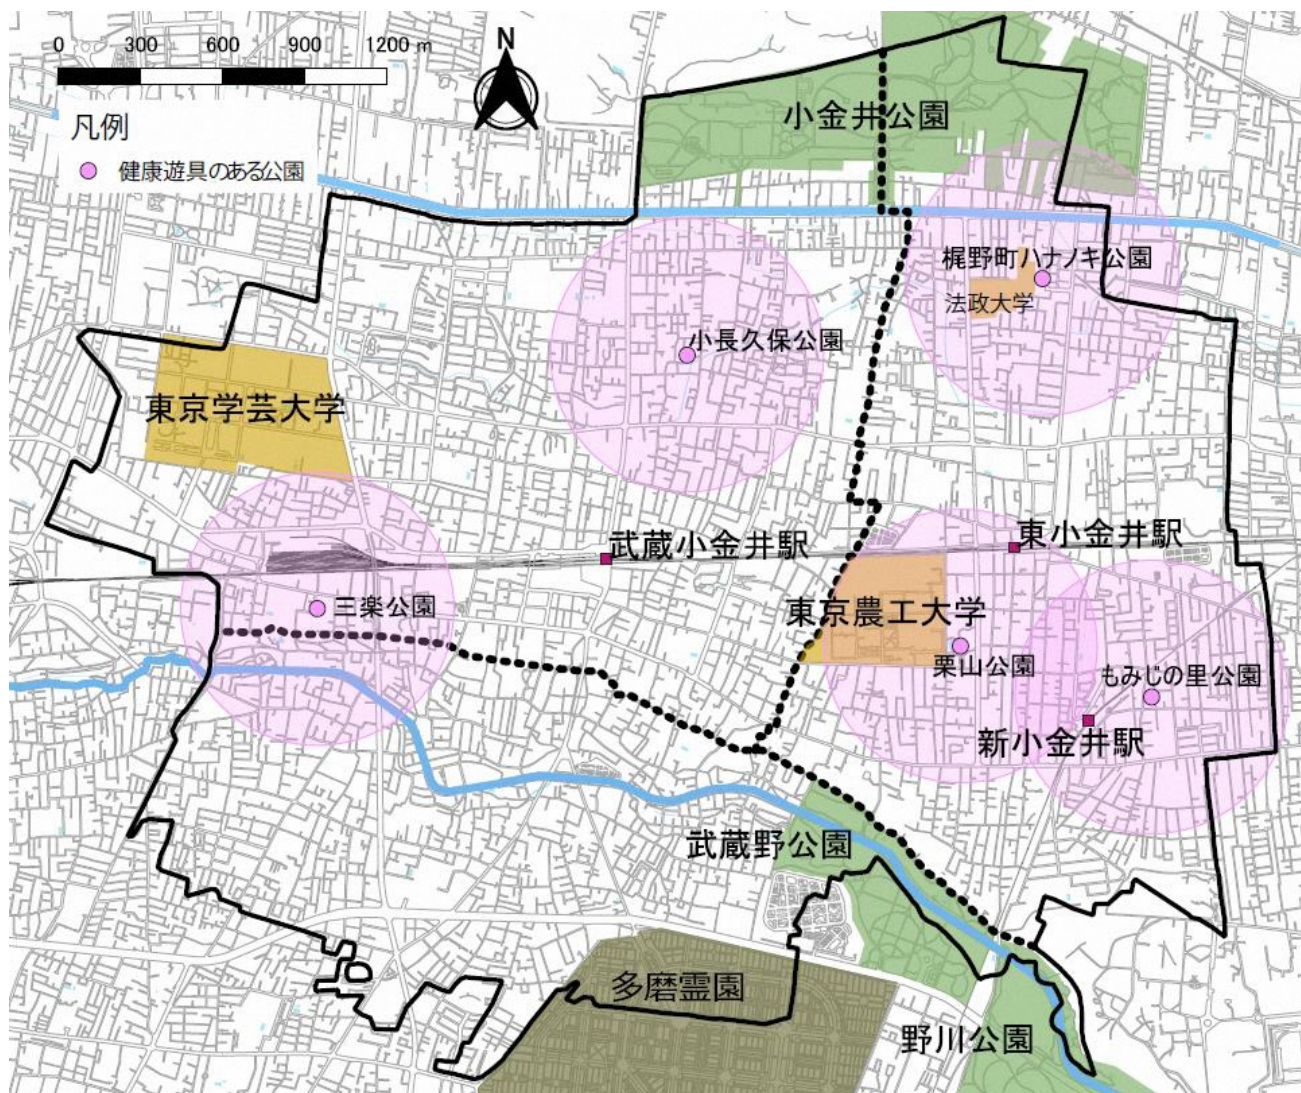 0 300 600 900 1200 m
N
凡例
健康遊具のある公園
小金井公園
梶野町ハナノキ公園
法政大学
小長久保公園
東京学芸大学
武蔵小金井駅
東小金井駅
三楽公園
東京農工大学
栗山公園
もみじの里公園
新小金井駅
武蔵野公園
多磨霊園
野川公園